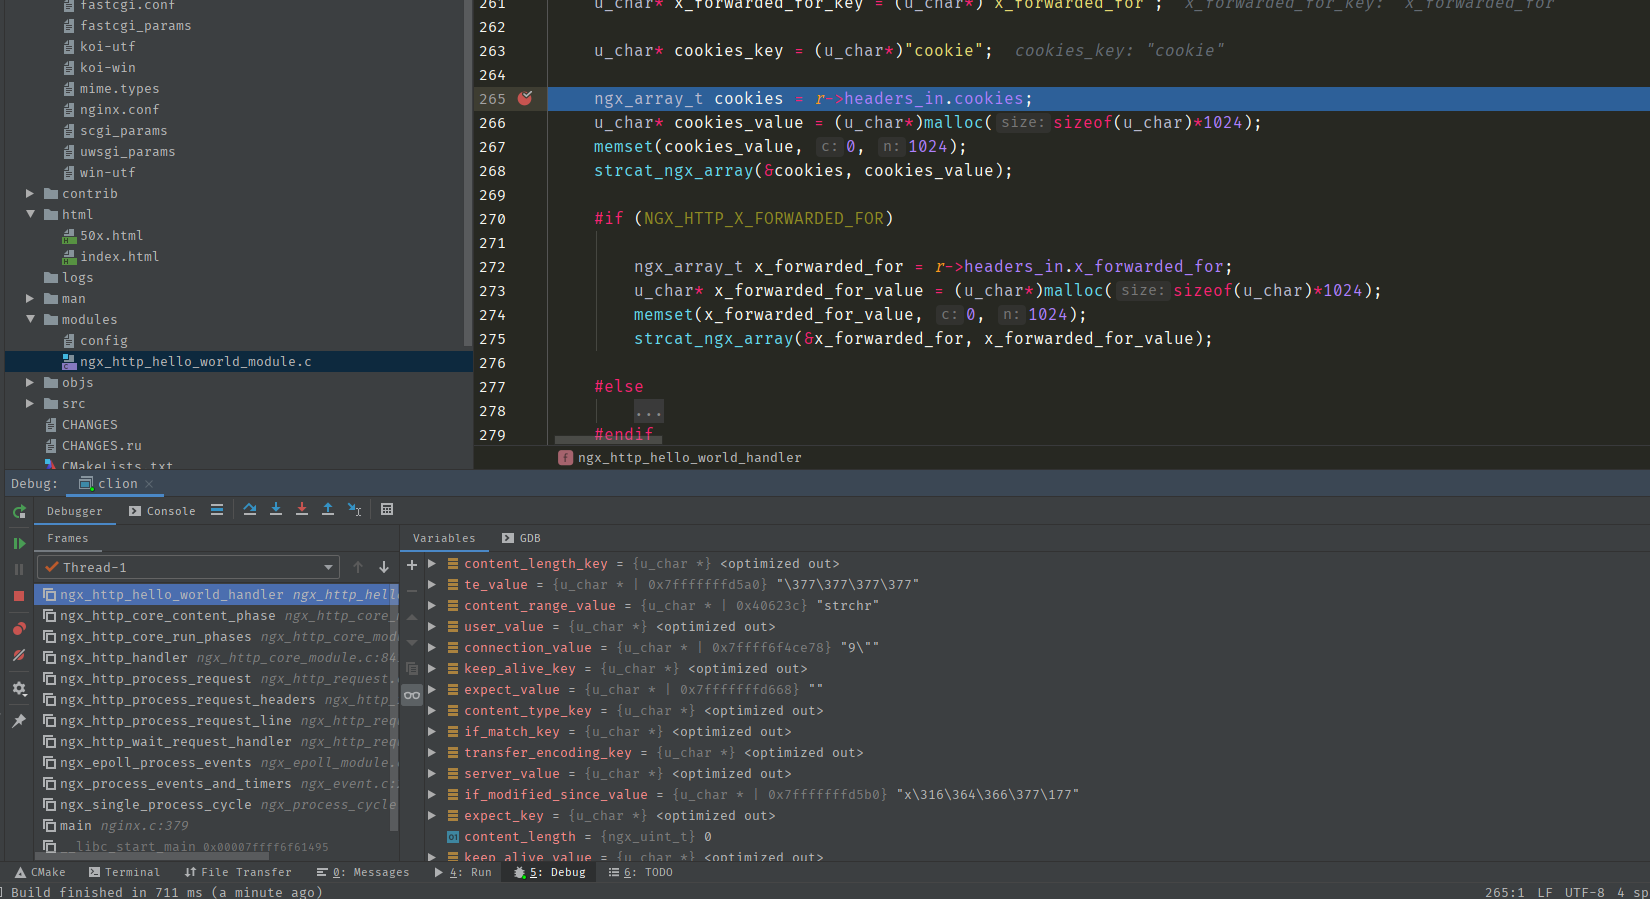 fastcgi.conf
fastcgi_params
koi-utf
koi-win
mime.types
nginx.conf
scgi_params
uwsgi_params
win-utf
contrib
html
50x.html
index.html
logs
man
modules
config
ngx_http_hello_world_module.c
objs
src
CHANGES
CHANGES.ru
CMakeLists.txt
261 u_char* x_forwarded_for_key = (u_char*)"x_forwarded_for"; x_forwarded_for_key: "x_forwarded_for"
262
263 u_char* cookies_key = (u_char*)"cookie"; cookies_key: "cookie"
264
265 ngx_array_t cookies = r->headers_in.cookies;
266 u_char* cookies_value = (u_char*)malloc( size: sizeof(u_char)*1024);
267 memset(cookies_value, c: 0, n: 1024);
268 strcat_ngx_array(&cookies, cookies_value);
269
270 #if (NGX_HTTP_X_FORWARDED_FOR)
271
272 ngx_array_t x_forwarded_for = r->headers_in.x_forwarded_for;
273 u_char* x_forwarded_for_value = (u_char*)malloc( size: sizeof(u_char)*1024);
274 memset(x_forwarded_for_value, c: 0, n: 1024);
275 strcat_ngx_array(&x_forwarded_for, x_forwarded_for_value);
276
277 #else
278 ...
279 #endif
f ngx_http_hello_world_handler
Debug: clion
Debugger Console
Frames
Thread-1
ngx_http_hello_world_handler ngx_http_hell
ngx_http_core_content_phase ngx_http_core_
ngx_http_core_run_phases ngx_http_core_mod
ngx_http_handler ngx_http_core_module.c:84
ngx_http_process_request ngx_http_request.
ngx_http_process_request_headers ngx_http_
ngx_http_process_request_line ngx_http_req
ngx_http_wait_request_handler ngx_http_req
ngx_epoll_process_events ngx_epoll_module.
ngx_process_events_and_timers ngx_event.c:
ngx_single_process_cycle ngx_process_cycle
main nginx.c:379
__libc_start_main 0x00007ffff6f61495
Variables GDB
content_length_key = {u_char *} <optimized out>
te_value = {u_char * | 0x7fffffffd5a0} "\377\377\377\377"
content_range_value = {u_char * | 0x40623c} "strchr"
user_value = {u_char *} <optimized out>
connection_value = {u_char * | 0x7ffff6f4ce78} "9\""
keep_alive_key = {u_char *} <optimized out>
expect_value = {u_char * | 0x7fffffffd668} ""
content_type_key = {u_char *} <optimized out>
if_match_key = {u_char *} <optimized out>
transfer_encoding_key = {u_char *} <optimized out>
server_value = {u_char *} <optimized out>
if_modified_since_value = {u_char * | 0x7fffffffd5b0} "x\316\364\366\377\177"
expect_key = {u_char *} <optimized out>
01 content_length = {ngx_uint_t} 0
keep_alive_value = {u_char *} <optimized out>
CMake Terminal File Transfer 0: Messages 4: Run 5: Debug 6: TODO
Build finished in 711 ms (a minute ago) 265:1 LF UTF-8 4 sp